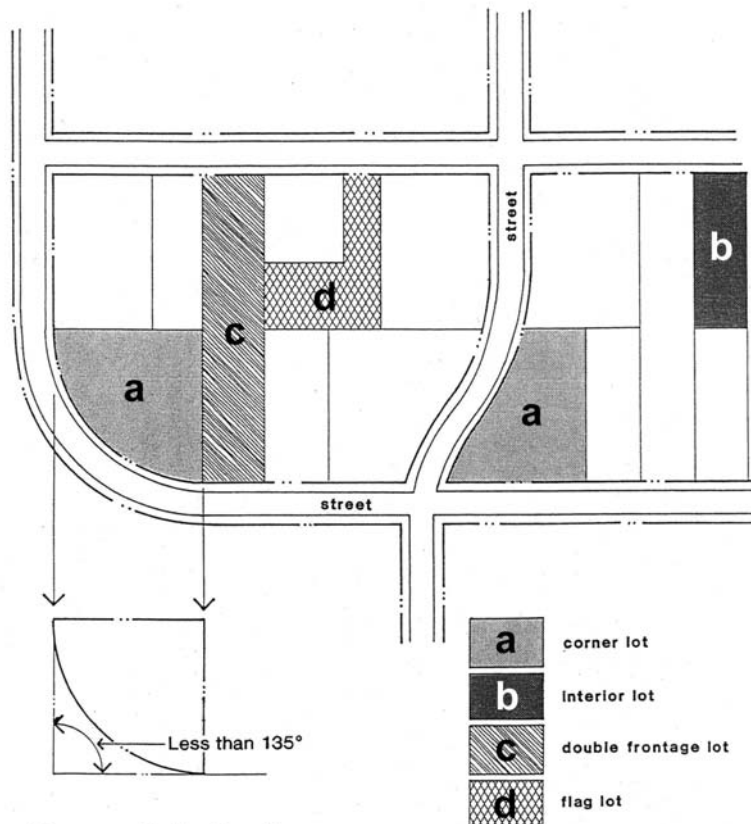 street
b
d
c
a
a
street
Less than 135°
a corner lot
b interior lot
c double frontage lot
d flag lot